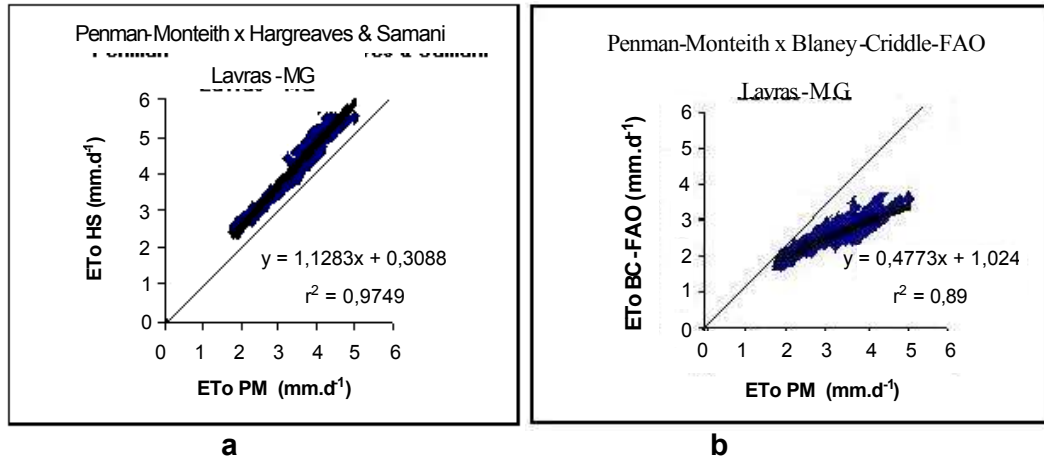 Penman-Monteith x Hargreaves & Samani
Lavras -MG
6
5
4
3
2
1
0
0 1 2 3 4 5 6
ETo HS (mm.d-1)
y = 1,1283x + 0,3088
r2 = 0,9749
ETo PM (mm.d-1)
a
Penman-Monteith x Blaney-Criddle-FAO
Lavras -M G
6
5
4
3
2
1
0
0 1 2 3 4 5 6
ETo BC -FAO (mm.d-1)
y = 0,4773x + 1,024
r2 = 0,89
ETo PM (mm.d-1)
b